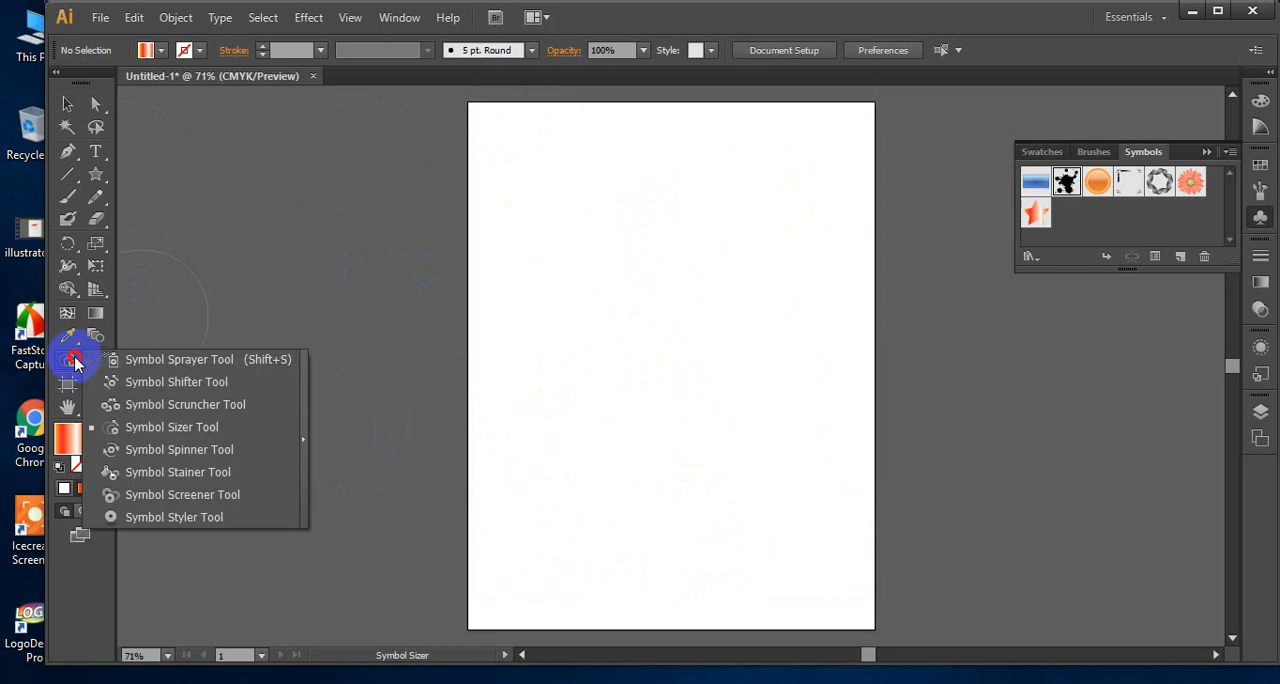 Ai File Edit Object Type Select Effect View Window Help Br Essentials
No Selection Stroke: 5 pt. Round Opacity: 100% Style: Document Setup Preferences
Untitled-1* @ 71% (CMYK/Preview)
This P
Recycle
illustrato
FastSto
Captu
Goog
Chron
Icecrea
Screen
LOGO
LogoDe
Pro
Symbol Sprayer Tool (Shift+S)
Symbol Shifter Tool
Symbol Scruncher Tool
Symbol Sizer Tool
Symbol Spinner Tool
Symbol Stainer Tool
Symbol Screener Tool
Symbol Styler Tool
Swatches Brushes Symbols
71% 1 Symbol Sizer